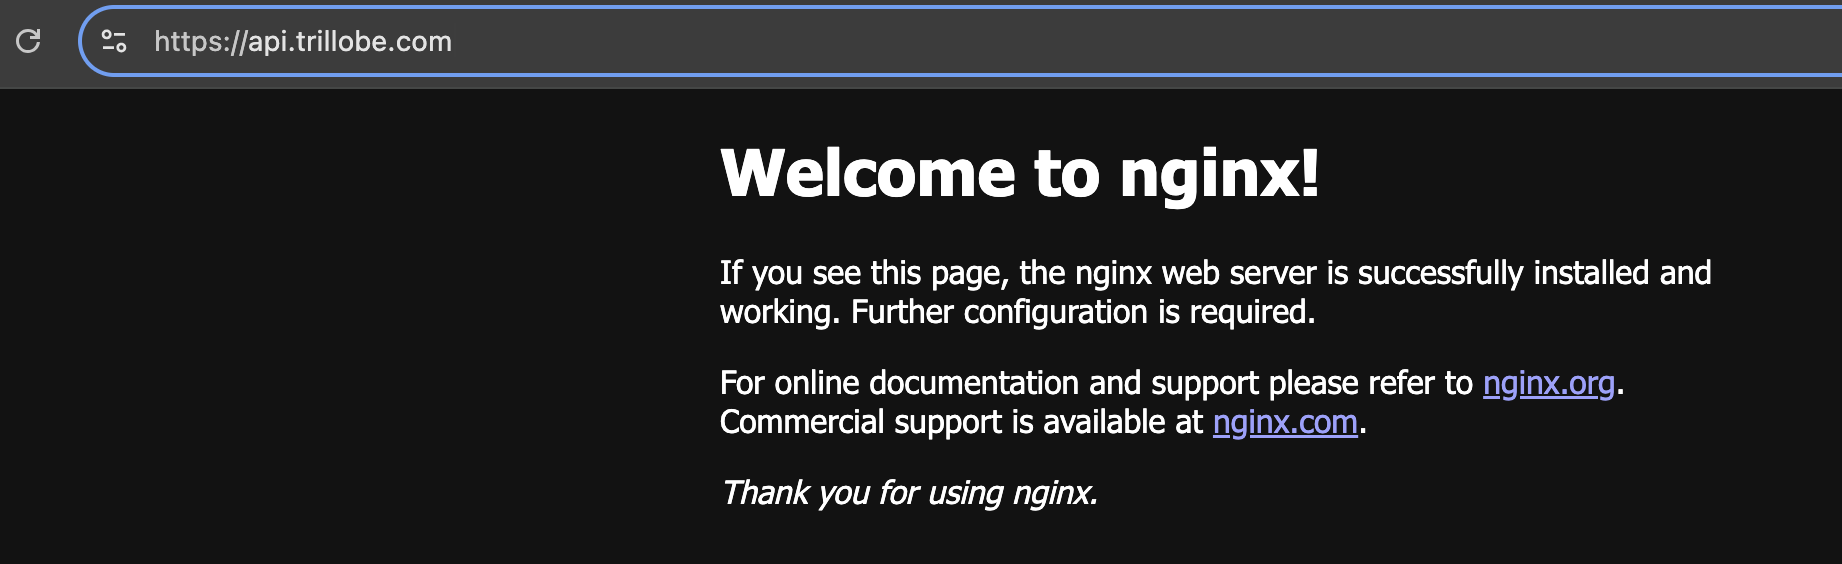 https://api.trillobe.com
Welcome to nginx!
If you see this page, the nginx web server is successfully installed and
working. Further configuration is required.
For online documentation and support please refer to nginx.org.
Commercial support is available at nginx.com.
Thank you for using nginx.